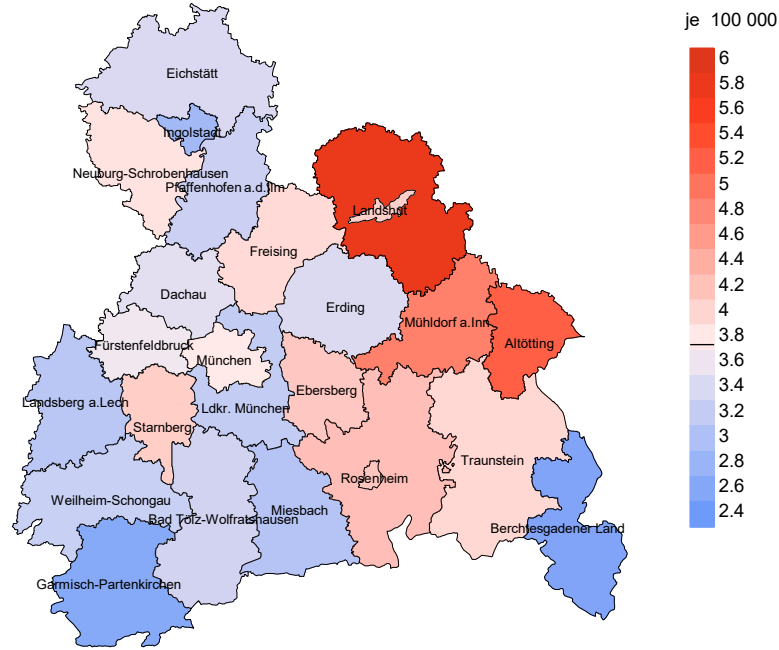 je 100 000
6
5.8
5.6
5.4
5.2
5
4.8
4.6
4.4
4.2
4
3.8
3.6
3.4
3.2
3
2.8
2.6
2.4
Eichstätt
Ingolstadt
Neuburg-Schrobenhausen
Pfaffenhofen a.d.Ilm
Landshut
Freising
Dachau
Erding
Mühldorf a.Inn
Altötting
Fürstenfeldbruck
München
Ebersberg
Landsberg a.Lech
Ldkr. München
Starnberg
Traunstein
Rosenheim
Weilheim-Schongau
Miesbach
Bad Tölz-Wolfratshausen
Berchtesgadener Land
Garmisch-Partenkirchen